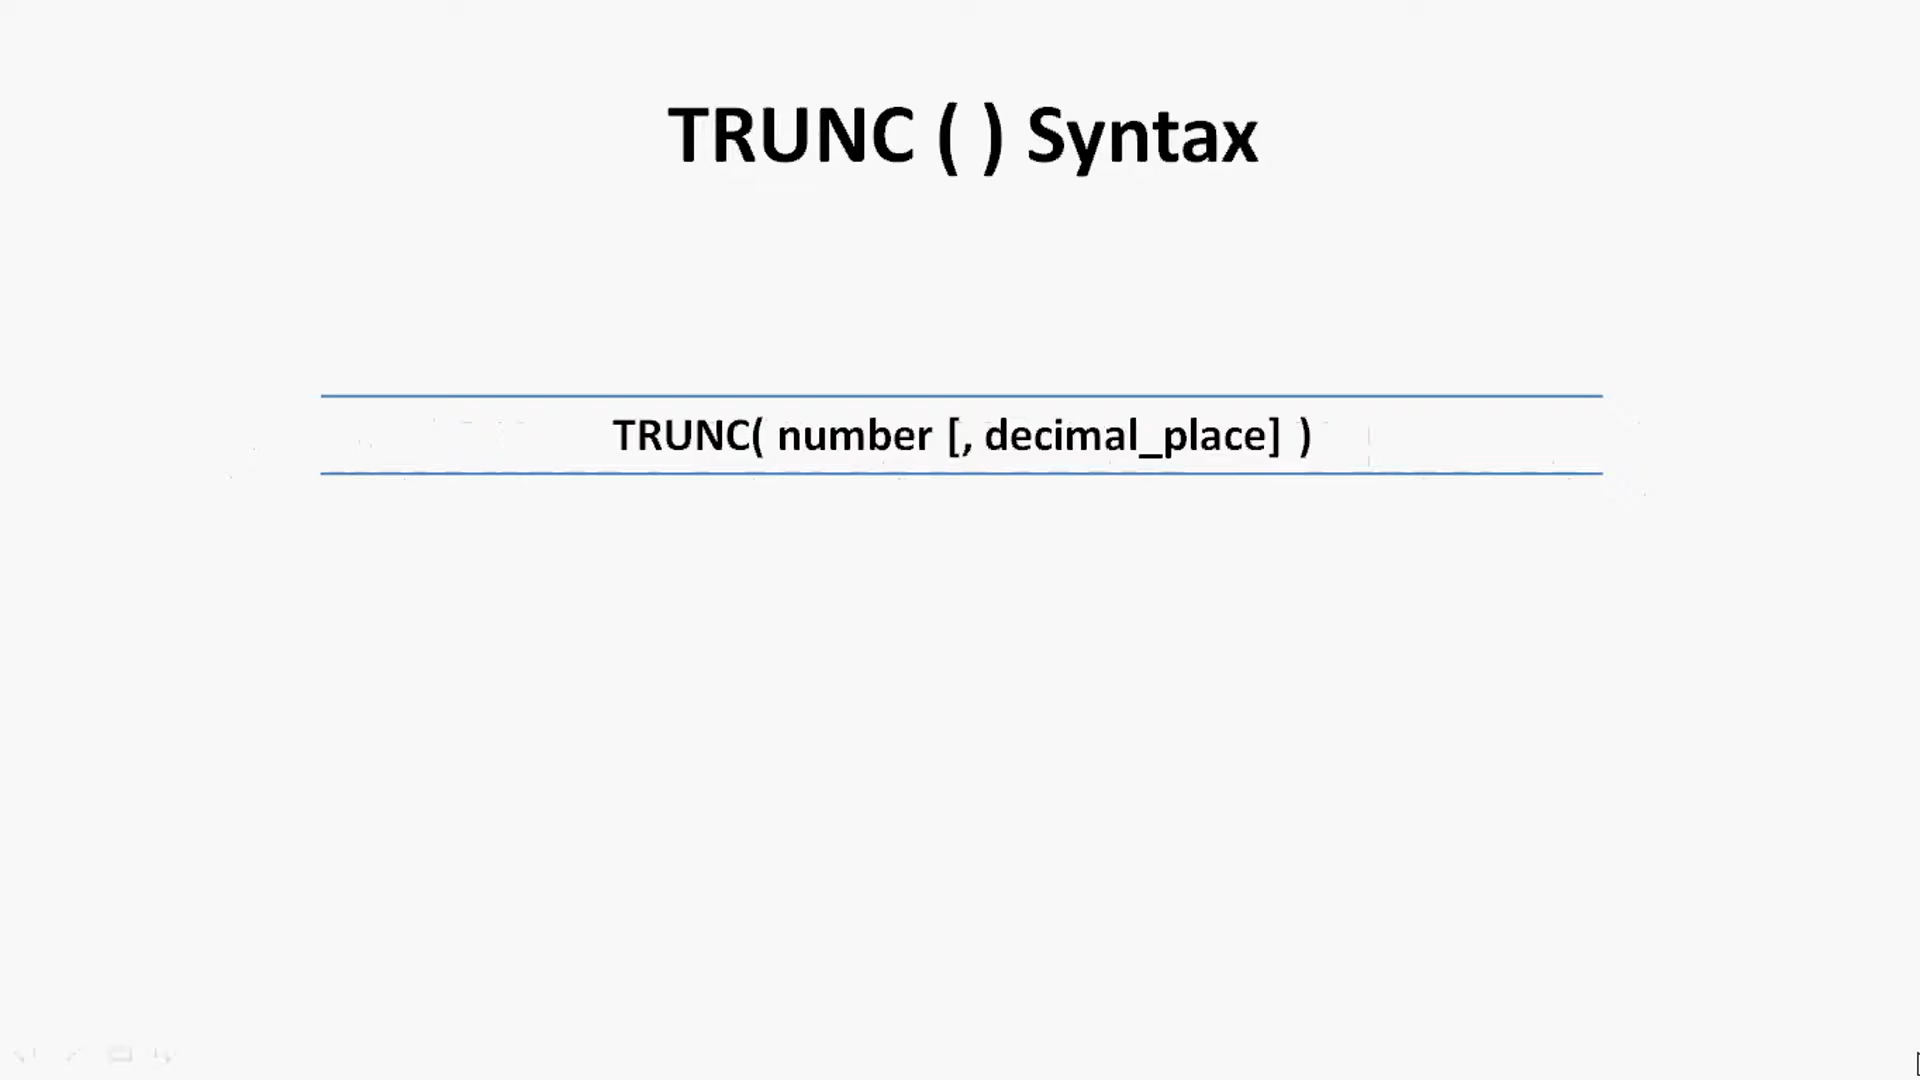 TRUNC ( ) Syntax
TRUNC( number [, decimal_place] )